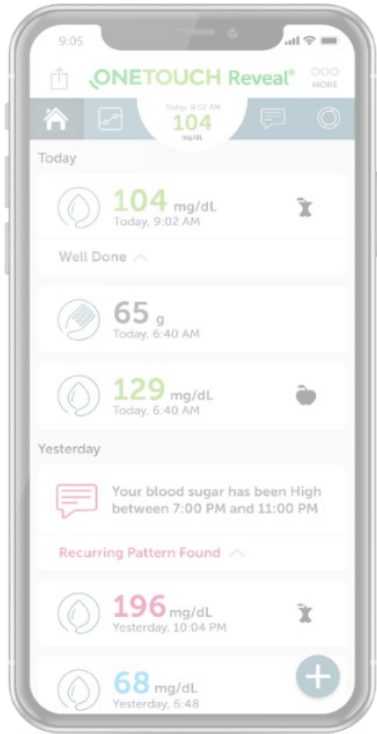 9:05
ONETOUCH Reveal®
MORE
Today 9:02 AM
104
mg/dL
Today
104 mg/dL
Today, 9:02 AM
Well Done
65 g
Today, 6:40 AM
129 mg/dL
Today, 6:40 AM
Yesterday
Your blood sugar has been High
between 7:00 PM and 11:00 PM
Recurring Pattern Found
196 mg/dL
Yesterday, 10:04 PM
68 mg/dL
Yesterday, 6:48